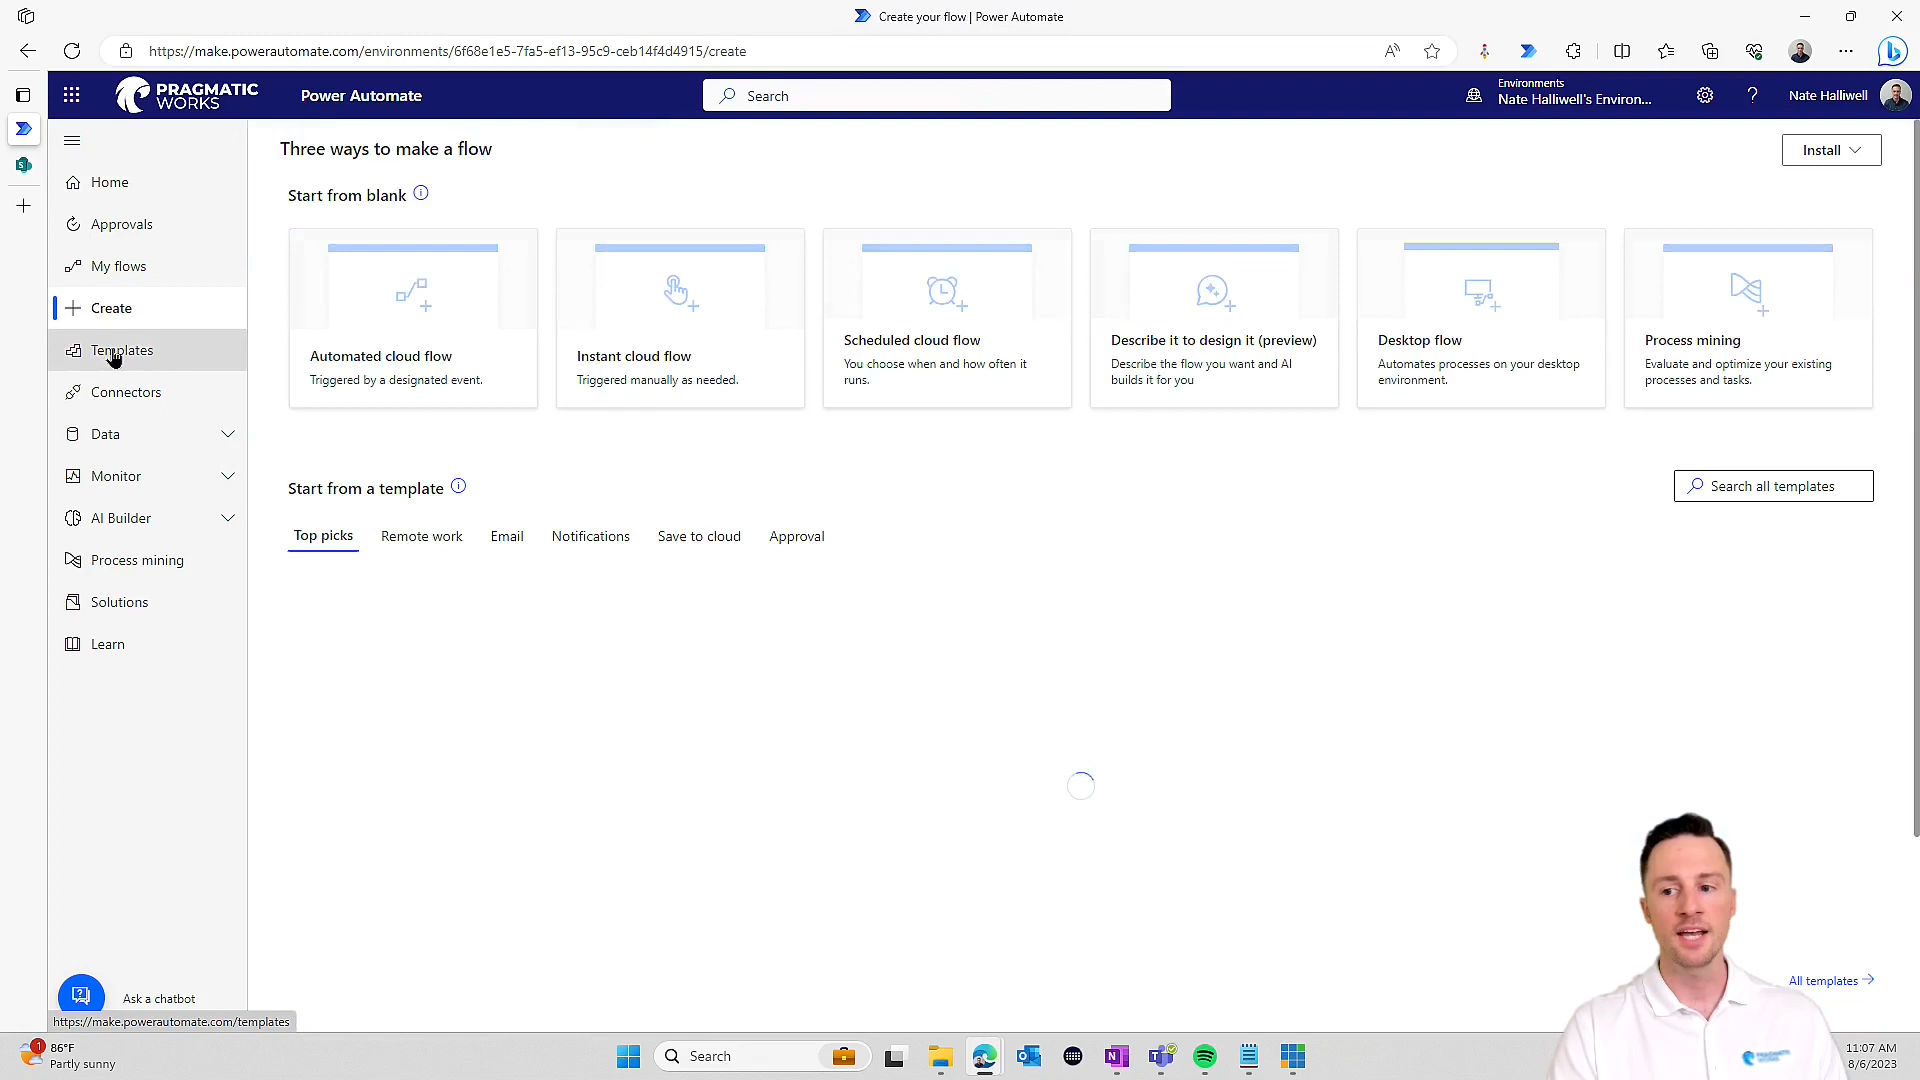 Create your flow | Power Automate
https://make.powerautomate.com/environments/6f68e1e5-7fa5-ef13-95c9-ceb14f4d4915/create
PRAGMATIC WORKS
Power Automate
Search
Environments
Nate Halliwell's Environ...
?
Nate Halliwell
Home
Approvals
My flows
Create
Templates
Connectors
Data
Monitor
AI Builder
Process mining
Solutions
Learn
Ask a chatbot
https://make.powerautomate.com/templates
Three ways to make a flow
Install
Start from blank
Automated cloud flow
Triggered by a designated event.
Instant cloud flow
Triggered manually as needed.
Scheduled cloud flow
You choose when and how often it
runs.
Describe it to design it (preview)
Describe the flow you want and AI
builds it for you
Desktop flow
Automates processes on your desktop
environment.
Process mining
Evaluate and optimize your existing
processes and tasks.
Start from a template
Search all templates
Top picks Remote work Email Notifications Save to cloud Approval
All templates
PRAGMATIC
WORKS
1
86°F
Partly sunny
Search
11:07 AM
8/6/2023